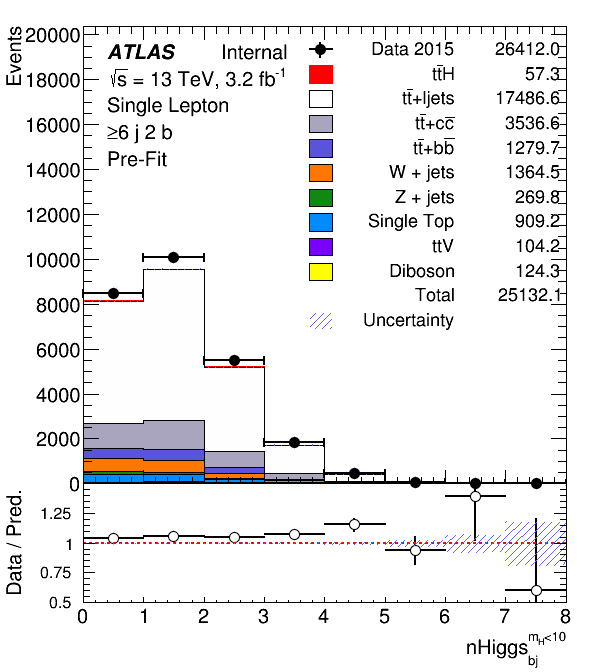 Events
20000
18000
16000
14000
12000
10000
8000
6000
4000
2000
0
ATLAS Internal
√s = 13 TeV, 3.2 fb⁻¹
Single Lepton
≥6 j 2 b
Pre-Fit
Data 2015 26412.0
tt̄H 57.3
tt̄+ljets 17486.6
tt̄+cc̄ 3536.6
tt̄+bb̄ 1279.7
W + jets 1364.5
Z + jets 269.8
Single Top 909.2
ttV 104.2
Diboson 124.3
Total 25132.1
Uncertainty
Data / Pred.
1.25
1
0.75
0.5
0 1 2 3 4 5 6 7 8
nHiggs_bj^m_H<10